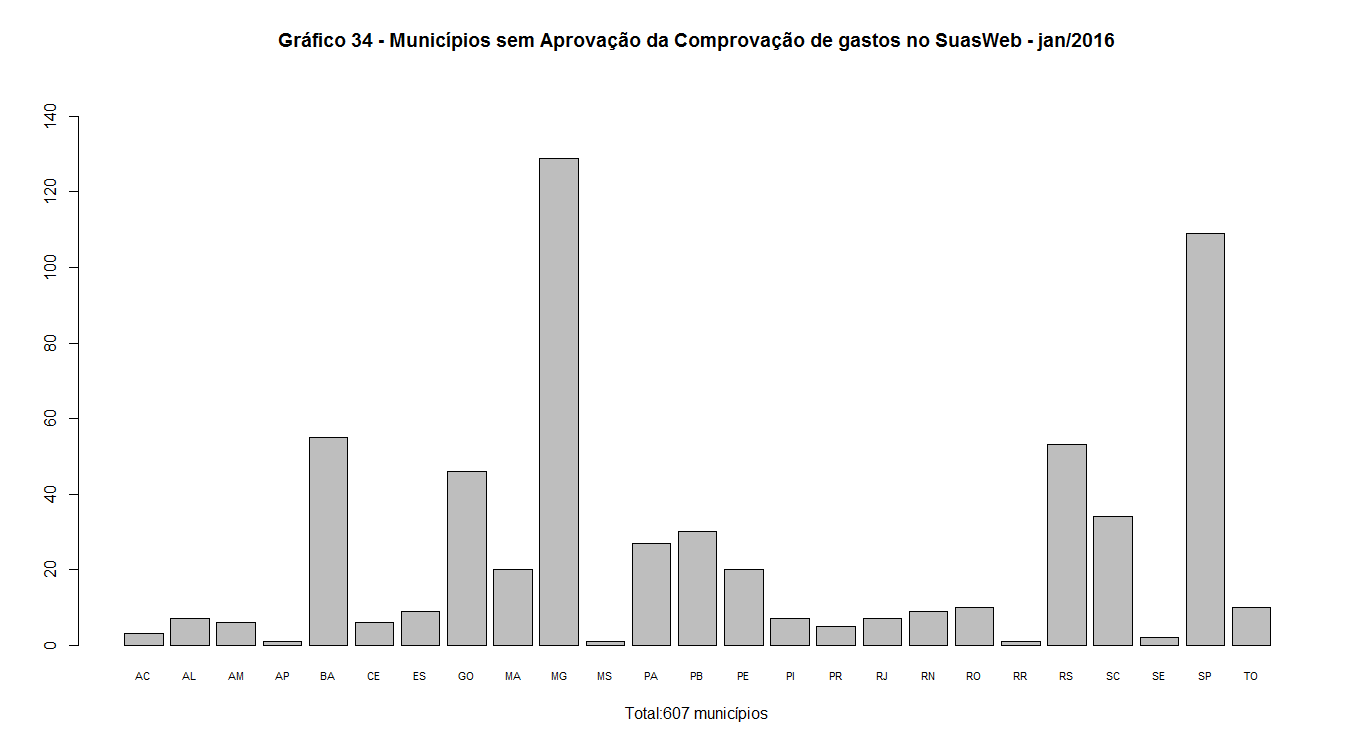 Gráfico 34 - Municípios sem Aprovação da Comprovação de gastos no SuasWeb - jan/2016
140
120
100
80
60
40
20
0
AC AL AM AP BA CE ES GO MA MG MS PA PB PE PI PR RJ RN RO RR RS SC SE SP TO
Total:607 municípios